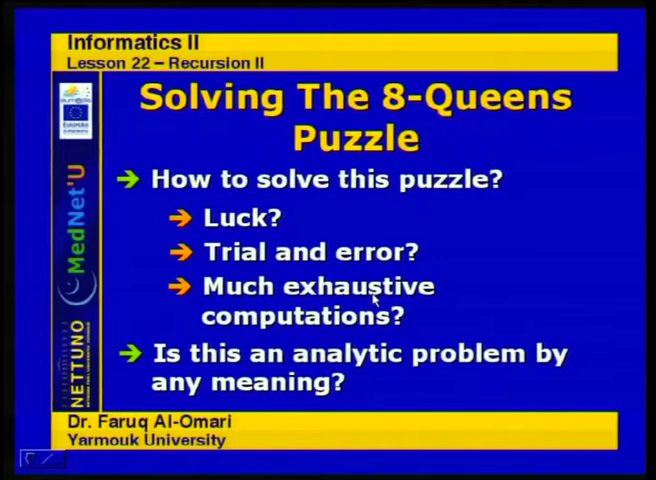 Informatics II
Lesson 22 – Recursion II
Solving The 8-Queens
Puzzle
How to solve this puzzle?
Luck?
Trial and error?
Much exhaustive
computations?
Is this an analytic problem by
any meaning?
MedNet'U
NETTUNO
Dr. Faruq Al-Omari
Yarmouk University